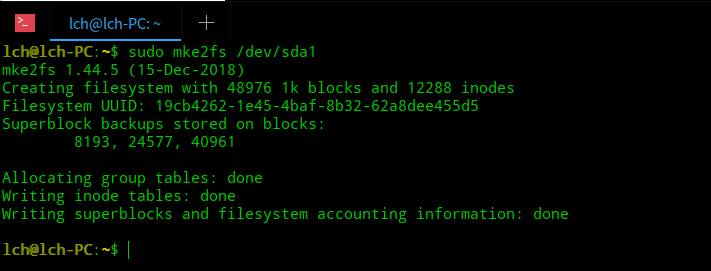 lch@lch-PC: ~
lch@lch-PC:~$ sudo mke2fs /dev/sda1
mke2fs 1.44.5 (15-Dec-2018)
Creating filesystem with 48976 1k blocks and 12288 inodes
Filesystem UUID: 19cb4262-1e45-4baf-8b32-62a8dee455d5
Superblock backups stored on blocks:
8193, 24577, 40961
Allocating group tables: done
Writing inode tables: done
Writing superblocks and filesystem accounting information: done
lch@lch-PC:~$